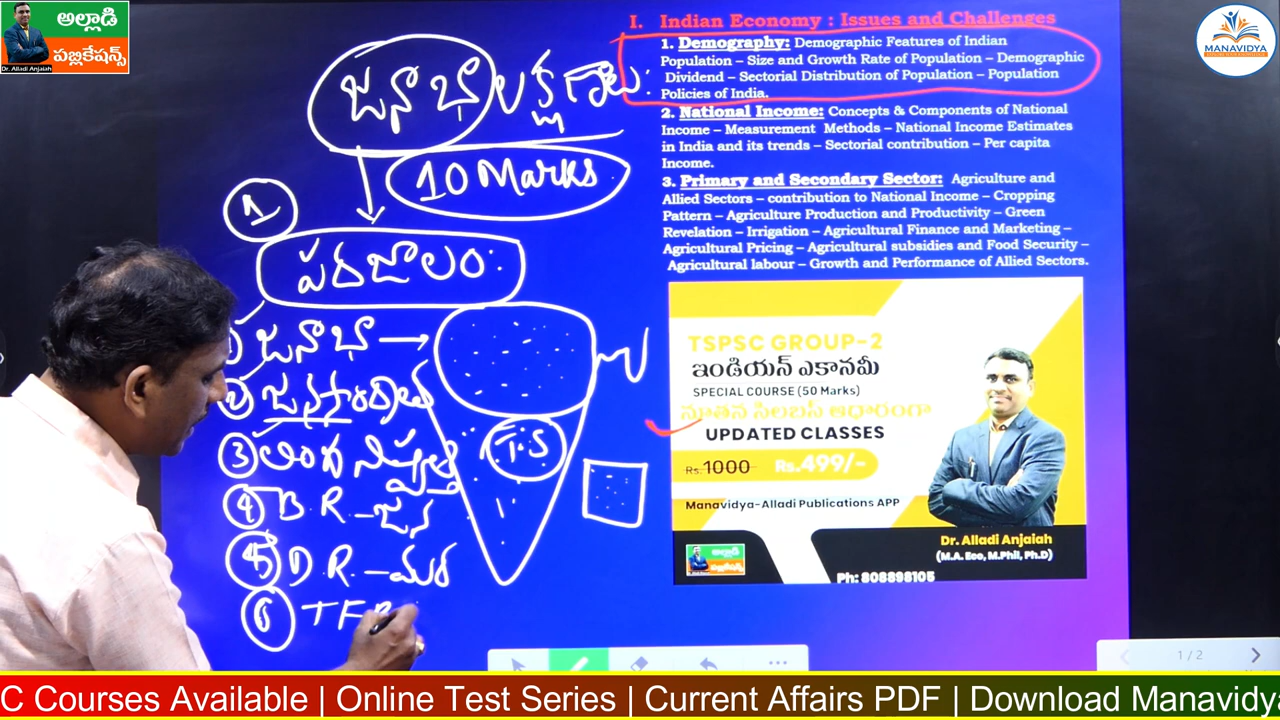 అల్లాడి
పబ్లికేషన్స్
Dr. Alladi Anjaiah
MANAVIDYA
I. Indian Economy : Issues and Challenges
1. Demography: Demographic Features of Indian
Population – Size and Growth Rate of Population – Demographic
Dividend – Sectorial Distribution of Population – Population
Policies of India.
2. National Income: Concepts & Components of National
Income – Measurement Methods – National Income Estimates
in India and its trends – Sectorial contribution – Per capita
Income.
3. Primary and Secondary Sector: Agriculture and
Allied Sectors – contribution to National Income – Cropping
Pattern – Agriculture Production and Productivity – Green
Revelation – Irrigation – Agricultural Finance and Marketing –
Agricultural Pricing – Agricultural subsidies and Food Security –
Agricultural labour – Growth and Performance of Allied Sectors.
జనాభా లక్షణాలు:
10 Marks
1
పరిజాలం:
1) జనాభా →
2) జనసాంద్రత
3 లింగ నిష్పత్తి
4 B.R. – జన
5 D.R. – మర
6 TFR
T.S
TSPSC GROUP-2
ఇండియన్ ఎకానమీ
SPECIAL COURSE (50 Marks)
నూతన సిలబస్ ఆధారంగా
UPDATED CLASSES
Rs.1000 Rs.499/-
Manavidya-Alladi Publications APP
Dr. Alladi Anjaiah
(M.A. Eco, M.Phil, Ph.D)
Ph: 808898105
1 / 2
C Courses Available | Online Test Series | Current Affairs PDF | Download Manavidya